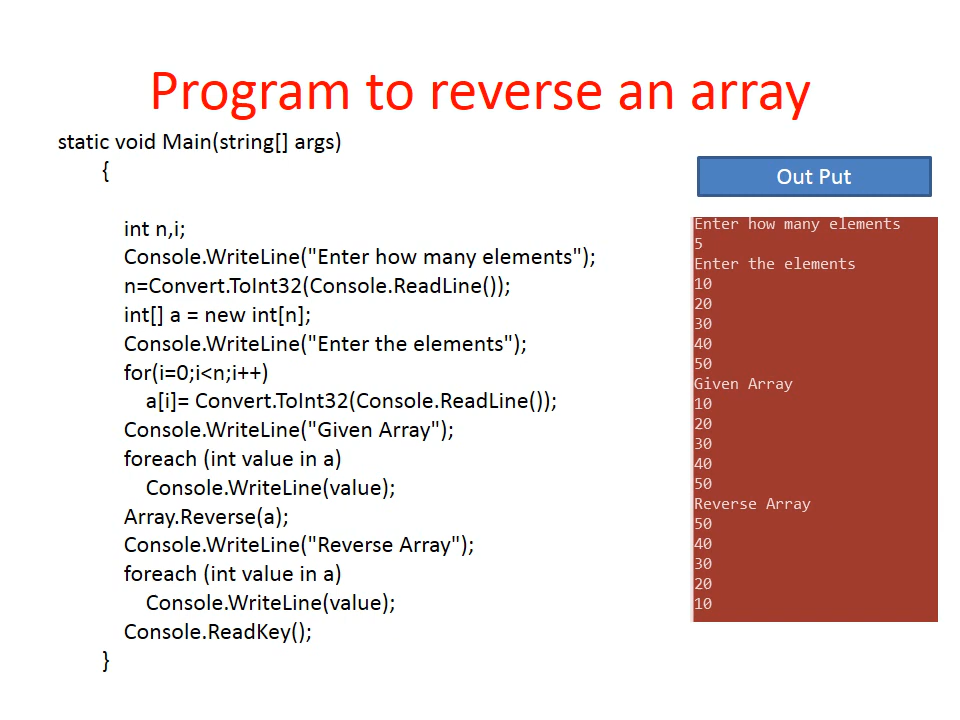 Program to reverse an array
static void Main(string[] args)
{
int n,i;
Console.WriteLine("Enter how many elements");
n=Convert.ToInt32(Console.ReadLine());
int[] a = new int[n];
Console.WriteLine("Enter the elements");
for(i=0;i<n;i++)
a[i]= Convert.ToInt32(Console.ReadLine());
Console.WriteLine("Given Array");
foreach (int value in a)
Console.WriteLine(value);
Array.Reverse(a);
Console.WriteLine("Reverse Array");
foreach (int value in a)
Console.WriteLine(value);
Console.ReadKey();
}
Out Put
Enter how many elements
5
Enter the elements
10
20
30
40
50
Given Array
10
20
30
40
50
Reverse Array
50
40
30
20
10